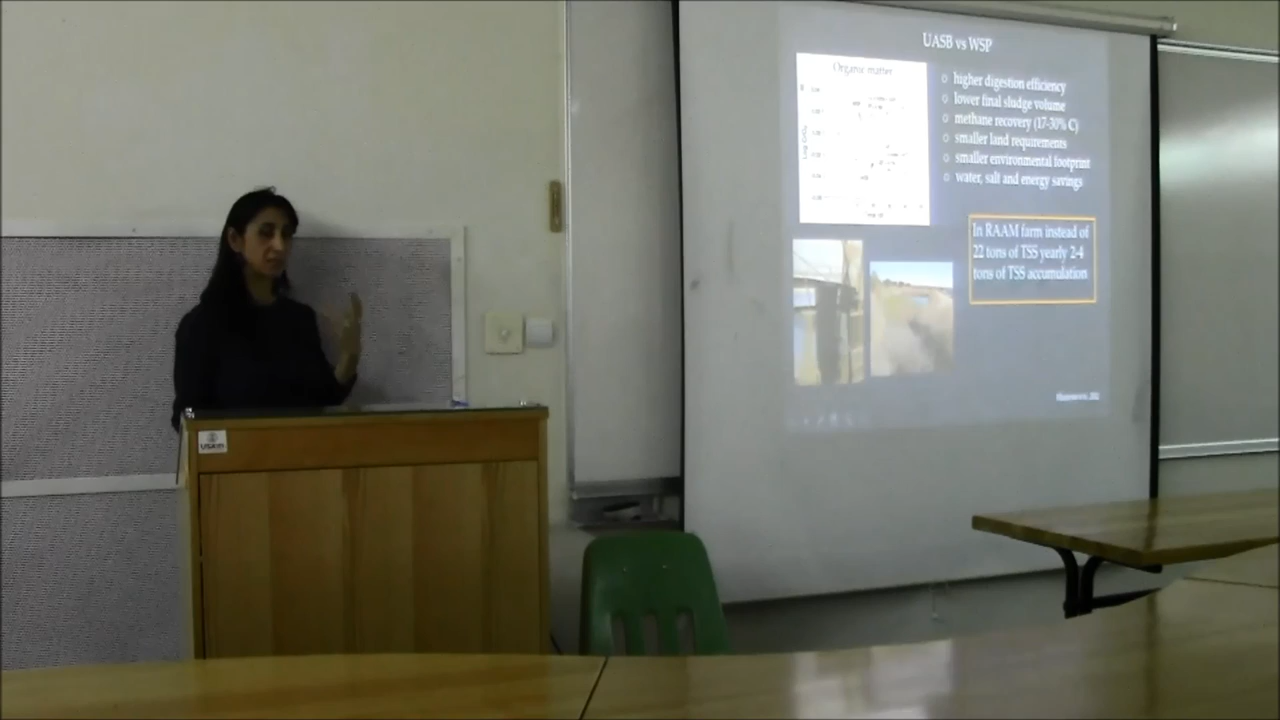 UASB vs WSP
Organic matter
higher digestion efficiency
lower final sludge volume
methane recovery (17-30% C)
smaller land requirements
smaller environmental footprint
water, salt and energy savings
In RAAM farm instead of
22 tons of TSS yearly 2-4
tons of TSS accumulation